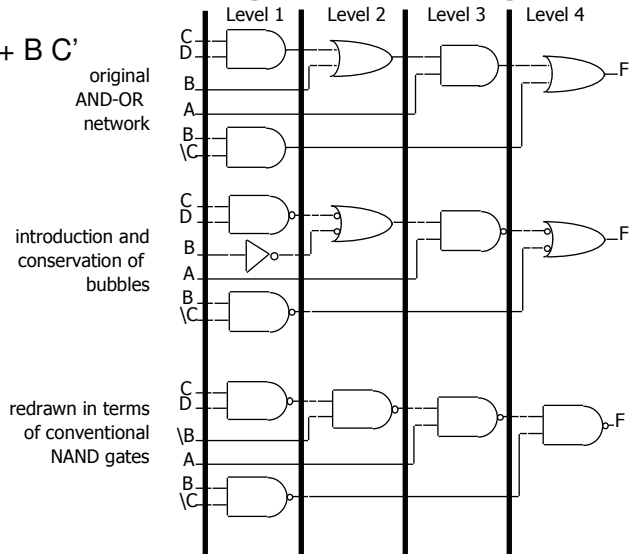 Level 1 Level 2 Level 3 Level 4
+ B C’
original
AND-OR
network
C
D
B
A
B
\C
F
introduction and
conservation of
bubbles
C
D
B
A
B
\C
F
redrawn in terms
of conventional
NAND gates
C
D
\B
A
B
\C
F